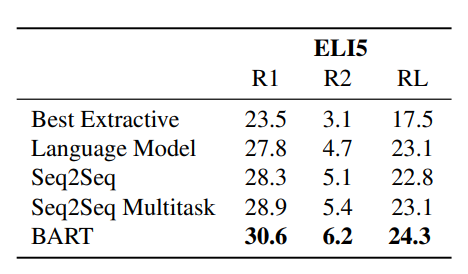 ELI5
R1 R2 RL
Best Extractive 23.5 3.1 17.5
Language Model 27.8 4.7 23.1
Seq2Seq 28.3 5.1 22.8
Seq2Seq Multitask 28.9 5.4 23.1
BART 30.6 6.2 24.3